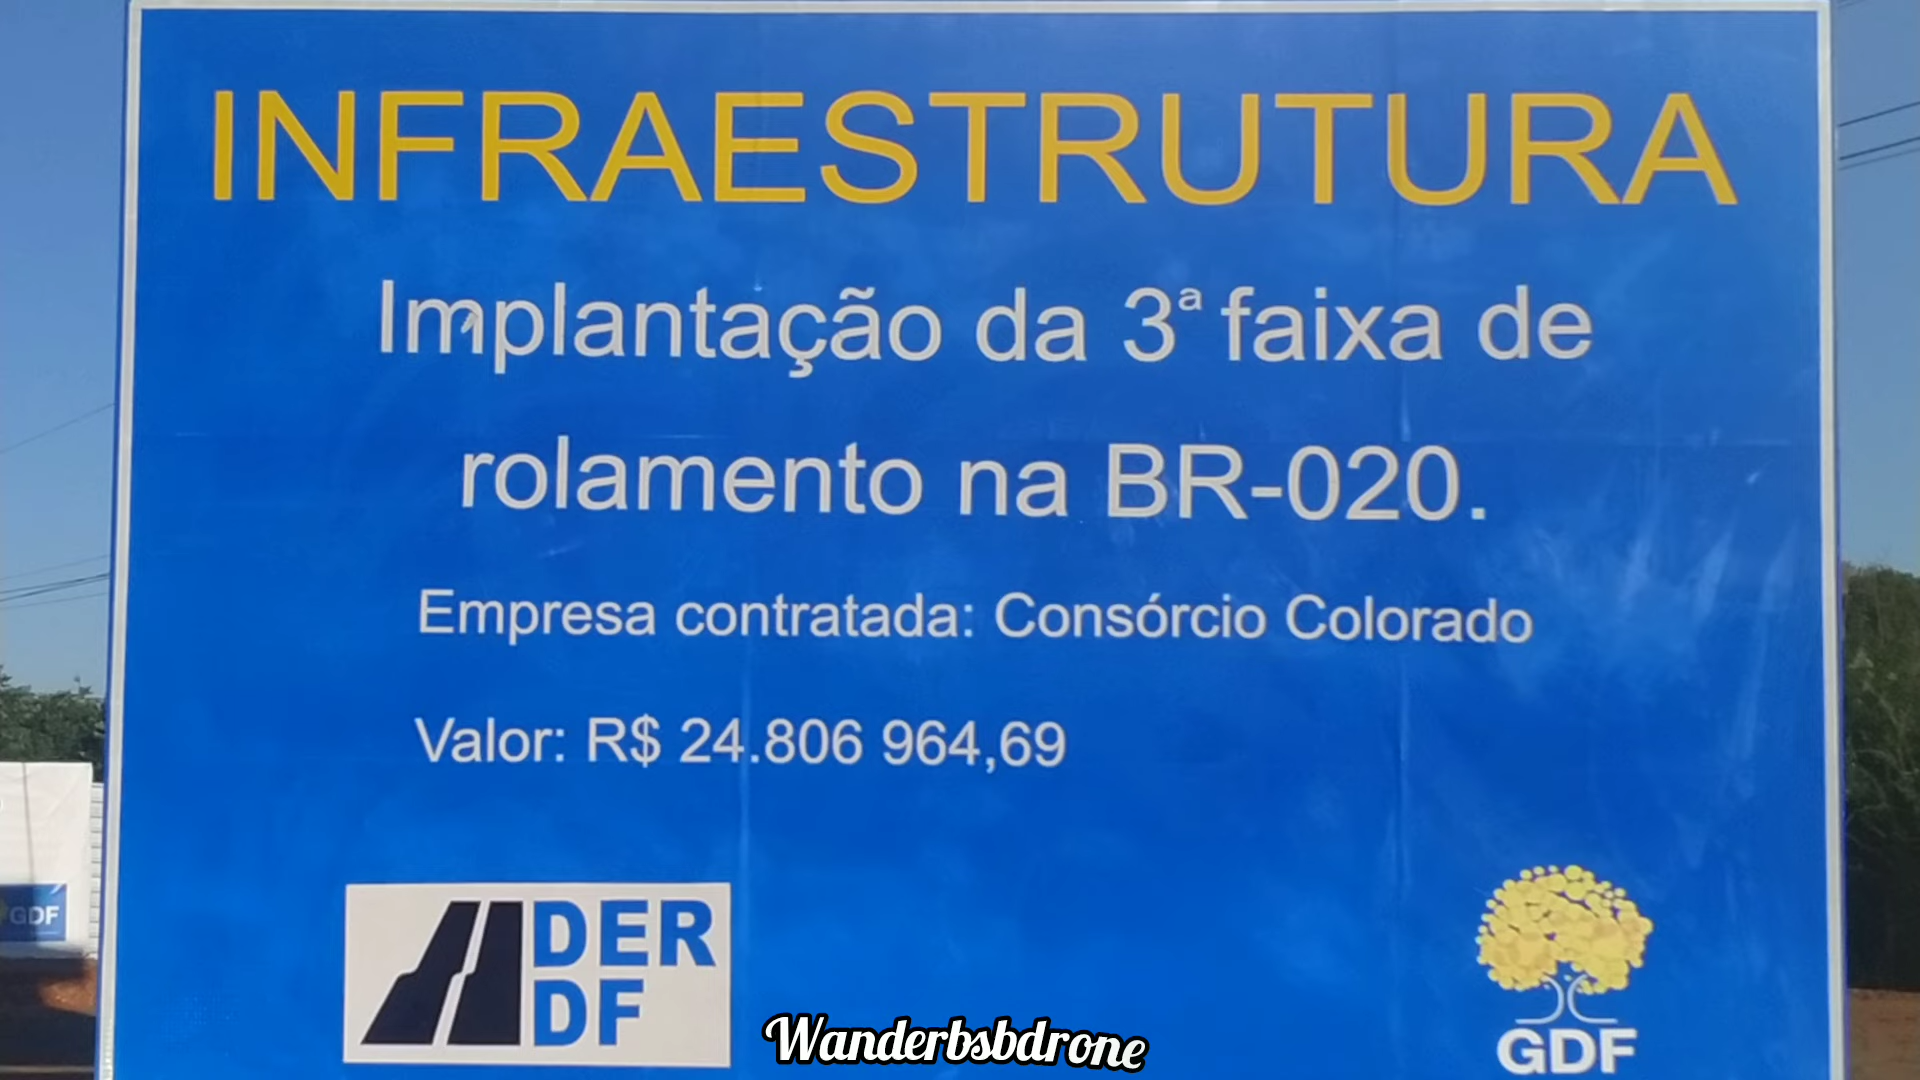 INFRAESTRUTURA
Implantação da 3ª faixa de
rolamento na BR-020.
Empresa contratada: Consórcio Colorado
Valor: R$ 24.806 964,69
GDF
DER
DF
GDF
Wanderbsbdrone